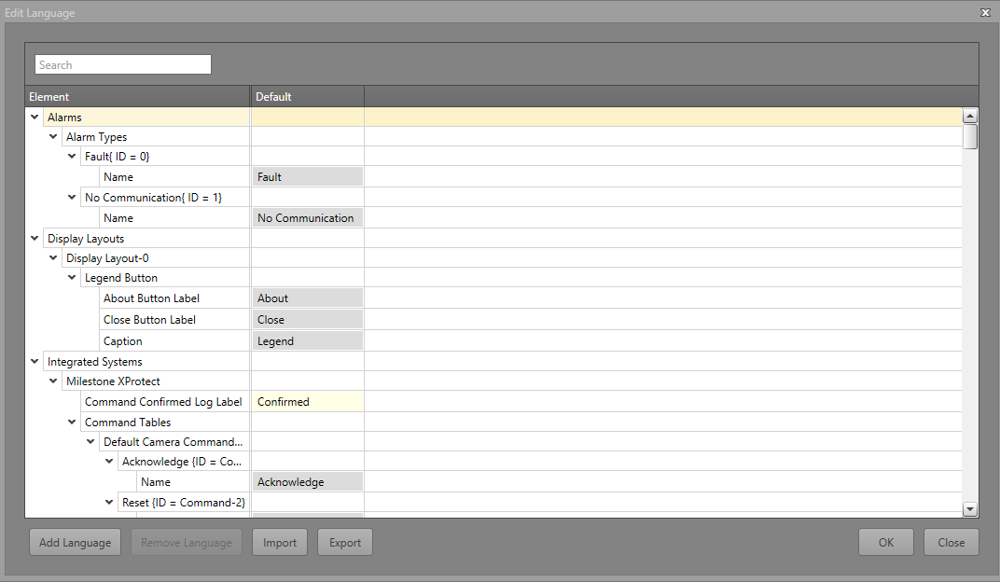 Edit Language
Search
Element Default
Alarms
Alarm Types
Fault{ ID = 0}
Name Fault
No Communication{ ID = 1}
Name No Communication
Display Layouts
Display Layout-0
Legend Button
About Button Label About
Close Button Label Close
Caption Legend
Integrated Systems
Milestone XProtect
Command Confirmed Log Label Confirmed
Command Tables
Default Camera Command...
Acknowledge {ID = Co...
Name Acknowledge
Reset {ID = Command-2}
Add Language Remove Language Import Export OK Close